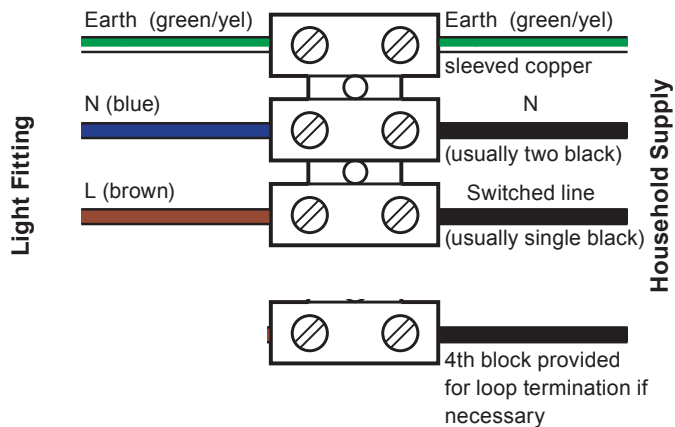 Earth (green/yel)
Earth (green/yel)
sleeved copper
N (blue)
N
(usually two black)
L (brown)
Switched line
(usually single black)
4th block provided
for loop termination if
necessary
Light Fitting
Household Supply